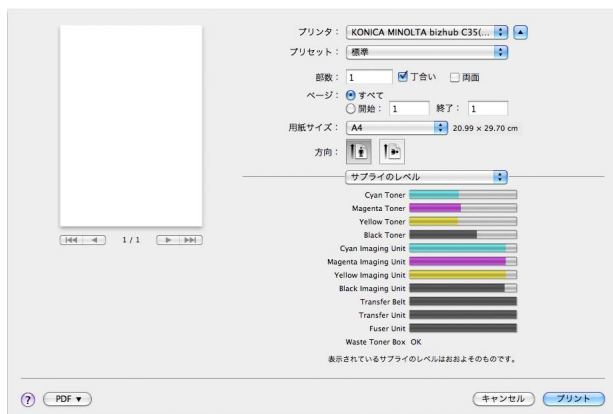 プリンタ： KONICA MINOLTA bizhub C35(...
プリセット： 標準
部数： 1 丁合い 両面
ページ： すべて
開始： 1 終了： 1
用紙サイズ： A4 20.99 × 29.70 cm
方向：
サプライのレベル
Cyan Toner
Magenta Toner
Yellow Toner
Black Toner
Cyan Imaging Unit
Magenta Imaging Unit
Yellow Imaging Unit
Black Imaging Unit
Transfer Belt
Transfer Unit
Fuser Unit
Waste Toner Box OK
表示されているサプライのレベルはおおよそのものです。
1 / 1
? PDF ▼ キャンセル プリント